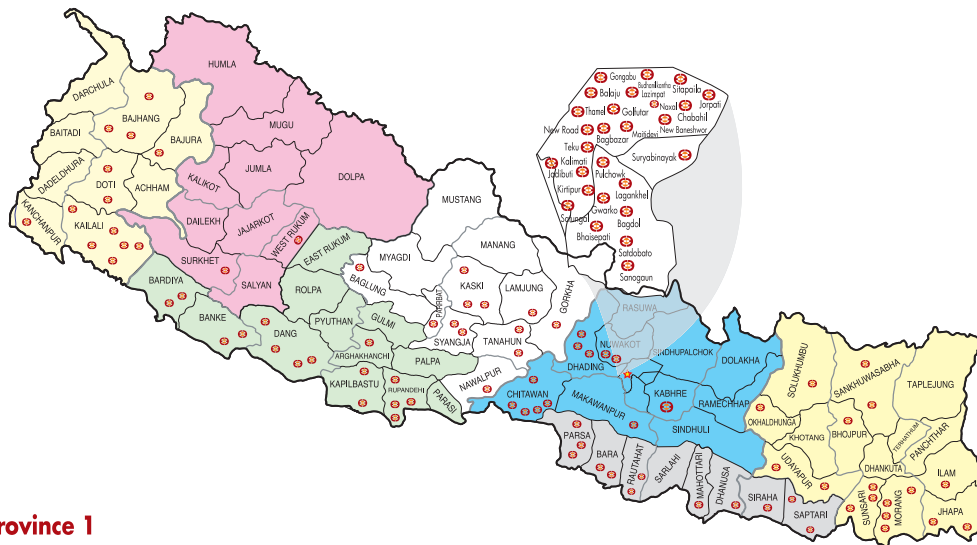 HUMLA
DARCHULA
BAJHANG
BAITADI
BAJURA
MUGU
DADELDHURA
DOTI
ACHHAM
KALIKOT
JUMLA
DOLPA
KANCHANPUR
KAILALI
DAILEKH
JAJARKOT
WEST RUKUM
SURKHET
SALYAN
EAST RUKUM
BARDIYA
BANKE
DANG
ROLPA
PYUTHAN
GULMI
ARGHAKHANCHI
PALPA
KAPILBASTU
RUPANDEHI
PARASI
MUSTANG
MANANG
MYAGDI
BAGLUNG
PARBAT
KASKI
LAMJUNG
GORKHA
SYANGJA
TANAHUN
NAWALPUR
Gongabu
Budhanilkantha
Sitapaila
Balaju
Lazimpat
Jorpati
Thamel
Golfutar
Naxal
Chabahil
New Road
Bagbazar
Maitidevi
New Baneshwor
Teku
Suryabinayak
Kalimati
Jadibuti
Pulchowk
Kirtipur
Lagankhel
Satungal
Gwarko
Bagdol
Bhaisepati
Satdobato
Sanogaun
RASUWA
NUWAKOT
SINDHUPALCHOK
DHADING
DOLAKHA
CHITAWAN
MAKAWANPUR
KABHRE
RAMECHHAP
SINDHULI
PARSA
BARA
RAUTAHAT
SARLAHI
MAHOTTARI
DHANUSA
SIRAHA
SAPTARI
SOLUKHUMBU
SANKHUWASABHA
TAPLEJUNG
OKHALDHUNGA
KHOTANG
BHOJPUR
TERHATHUM
PANCHTHAR
UDAYAPUR
DHANKUTA
ILAM
SUNSARI
MORANG
JHAPA
rovince 1